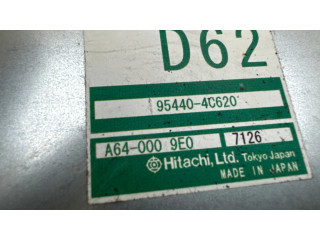 D62
95440-4C620
A64-000 9E0 7126
Hitachi, Ltd. Tokyo Japan
MADE IN JAPAN